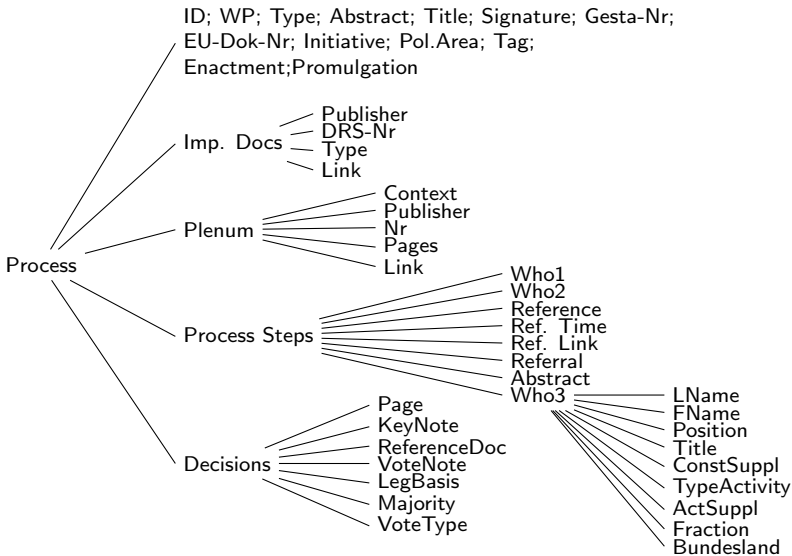 ID; WP; Type; Abstract; Title; Signature; Gesta-Nr;
EU-Dok-Nr; Initiative; Pol.Area; Tag;
Enactment;Promulgation
Imp. Docs
Publisher
DRS-Nr
Type
Link
Plenum
Context
Publisher
Nr
Pages
Link
Process
Process Steps
Who1
Who2
Reference
Ref. Time
Ref. Link
Referral
Abstract
Who3
LName
FName
Position
Title
ConstSuppl
TypeActivity
ActSuppl
Fraction
Bundesland
Decisions
Page
KeyNote
ReferenceDoc
VoteNote
LegBasis
Majority
VoteType